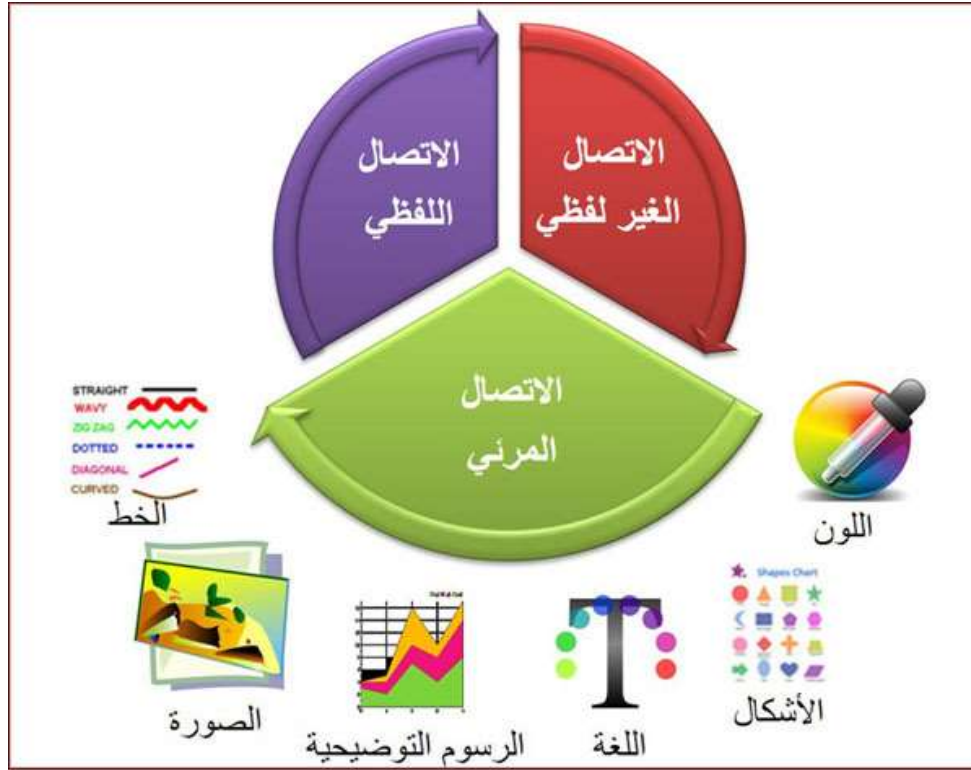 الاتصال
الغير لفظي
الاتصال
اللفظي
الاتصال
المرئي
STRAIGHT
WAVY
ZIG ZAG
DOTTED
DIAGONAL
CURVED
الخط
اللون
Shapes Chart
الأشكال
اللغة
T
الرسوم التوضيحية
الصورة